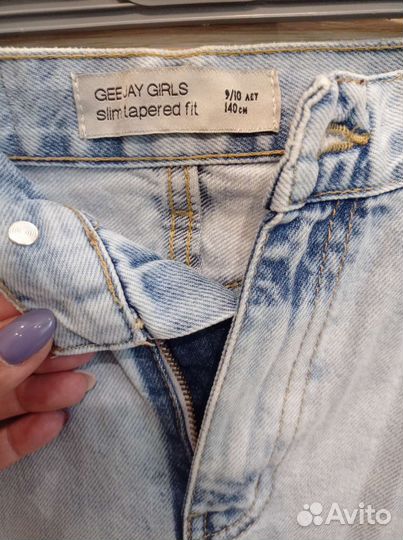 GEEJAY GIRLS
slim tapered fit
9/10 ЛЕТ
140 см
Avito